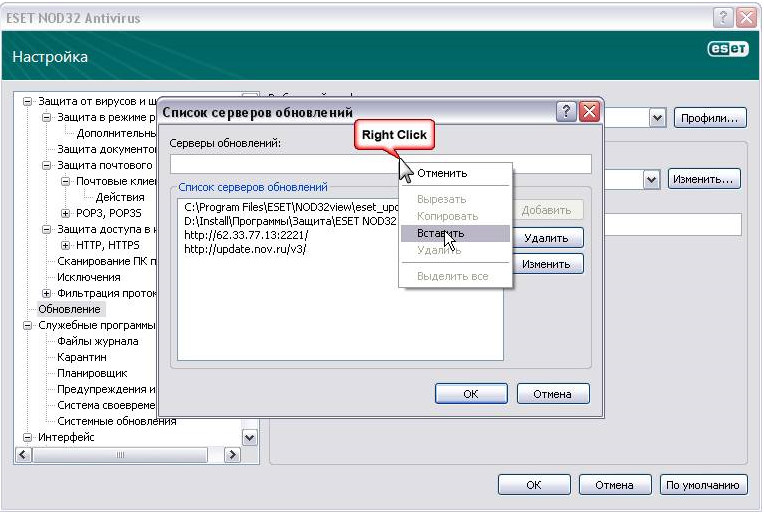 ESET NOD32 Antivirus
Настройка
eseT
Защита от вирусов и ш
Защита в режиме р
Дополнительны
Защита документо
Защита почтового
Почтовые клие
Действия
POP3, POP3S
Защита доступа в и
HTTP, HTTPS
Сканирование ПК п
Исключения
Фильтрация проток
Обновление
Служебные программы
Файлы журнала
Карантин
Планировщик
Предупреждения и
Система своевреме
Системные обновления
Интерфейс
Профили...
Изменить...
Список серверов обновлений
Серверы обновлений:
Right Click
Список серверов обновлений
C:\Program Files\ESET\NOD32view\eset_upd
D:\Install\Программы\Защита\ESET NOD32
http://62.33.77.13:2221/
http://update.nov.ru/v3/
Отменить
Вырезать
Копировать
Вставить
Удалить
Выделить все
Добавить
Удалить
Изменить
OK
Отмена
OK
Отмена
По умолчанию